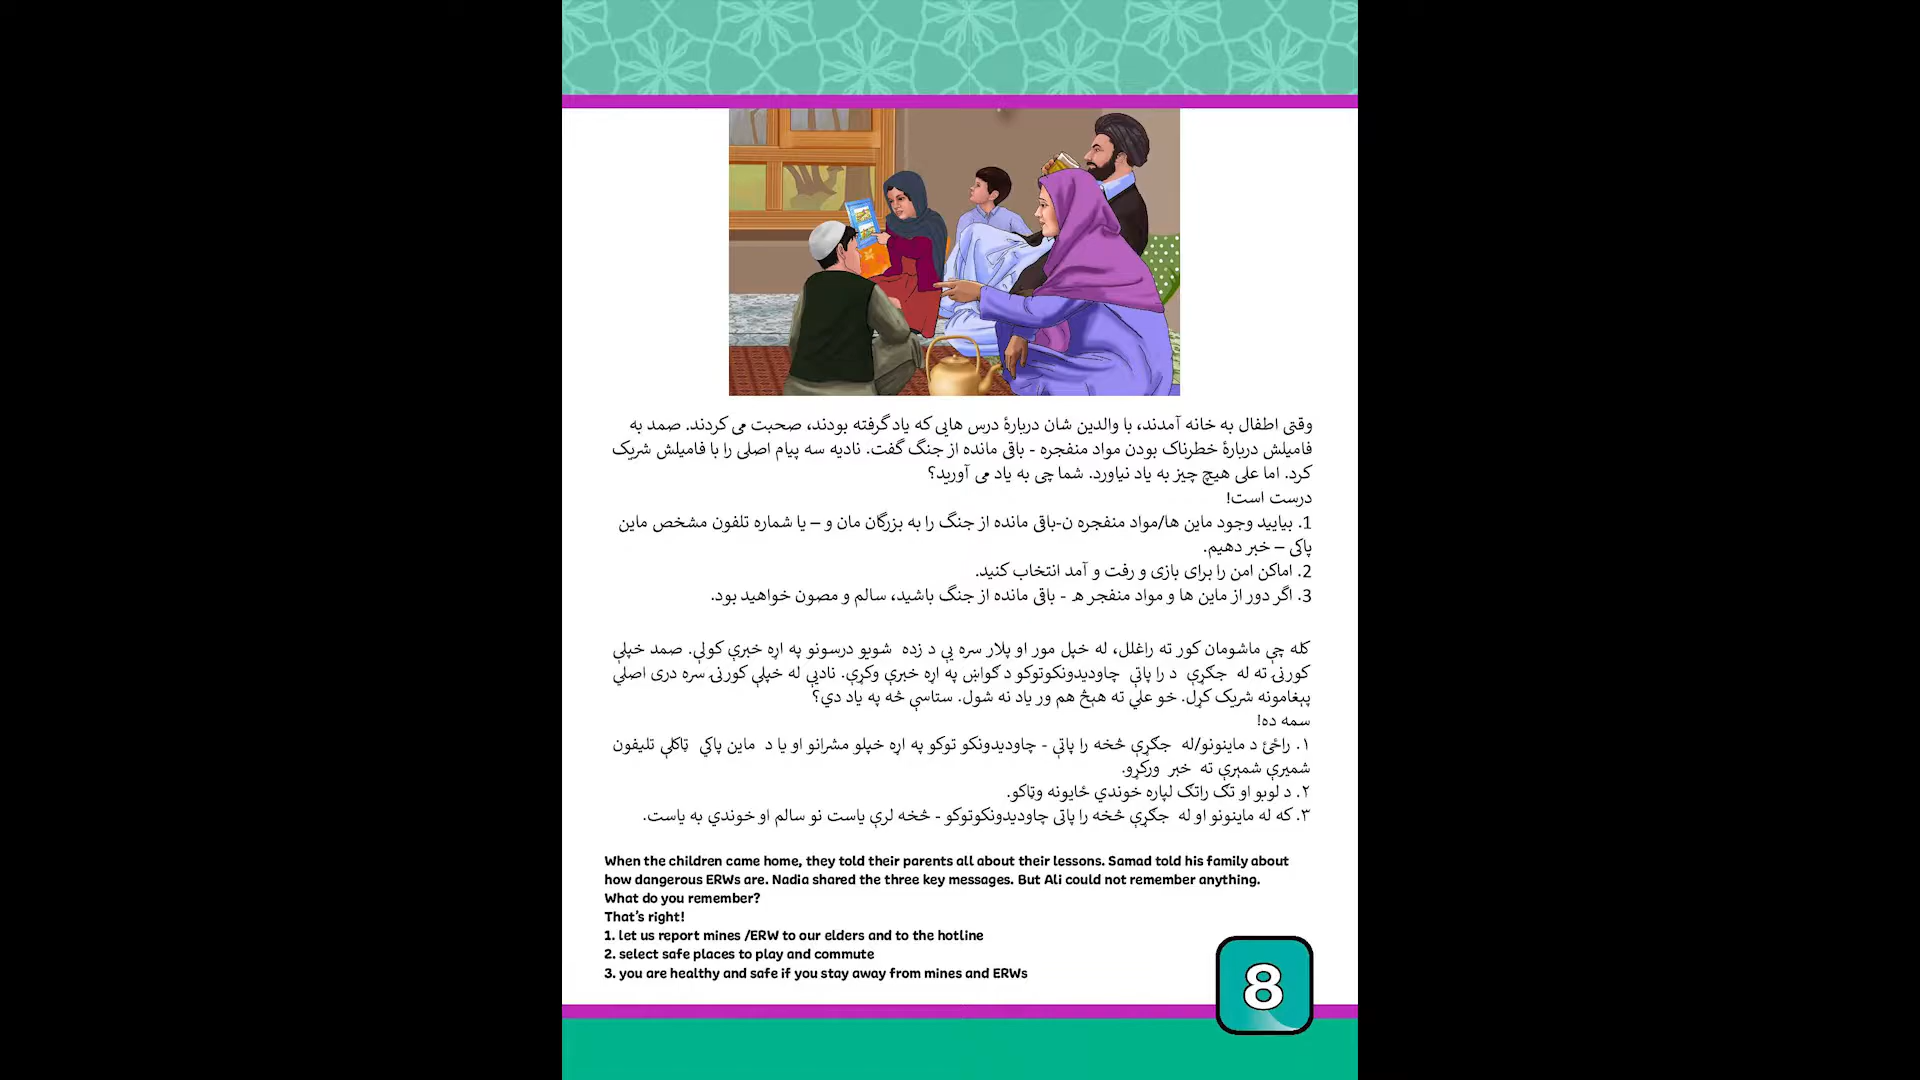 وقتی اطفال به خانه آمدند، با والدین شان دربارهٔ درس هایی که یاد گرفته بودند، صحبت می کردند. صمد به
فامیلش دربارهٔ خطرناک بودن مواد منفجره - باقی مانده از جنگ گفت. نادیه سه پیام اصلی را با فامیلش شریک
کرد. اما علی هیچ چیز به یاد نیاورد. شما چی به یاد می آورید؟
درست است!
1. بیایید وجود ماین ها/مواد منفجره ن-باقی مانده از جنگ را به بزرگان مان و – یا شماره تلفون مشخص ماین
پاکی – خبر دهیم.
2. اماکن امن را برای بازی و رفت و آمد انتخاب کنید.
3. اگر دور از ماین ها و مواد منفجر ه - باقی مانده از جنگ باشید، سالم و مصون خواهید بود.
کله چې ماشومان کور ته راغلل، له خپل مور او پلار سره یې د زده شویو درسونو په اړه خبرې کولې. صمد خپلې
کورنۍ ته له جګړې د را پاتې چاودیدونکوتوکو د ګواښ په اړه خبرې وکړې. نادیې له خپلې کورنۍ سره دری اصلي
پېغامونه شریک کړل. خو علي ته هېڅ هم ور یاد نه شول. ستاسې څه په یاد دي؟
سمه ده!
۱. راځئ د ماینونو/له جګړې څخه را پاتې - چاودیدونکو توکو په اړه خپلو مشرانو او یا د ماین پاکي ټاکلې تلیفون
شمیرې شمېرې ته خبر ورکړو.
۲. د لوبو او تګ راتګ لپاره خوندي ځایونه وټاکو.
۳. که له ماینونو او له جګړې څخه را پاتی چاودیدونکوتوکو - څخه لرې یاست نو سالم او خوندي به یاست.
When the children came home, they told their parents all about their lessons. Samad told his family about
how dangerous ERWs are. Nadia shared the three key messages. But Ali could not remember anything.
What do you remember?
That's right!
1. let us report mines /ERW to our elders and to the hotline
2. select safe places to play and commute
3. you are healthy and safe if you stay away from mines and ERWs
8